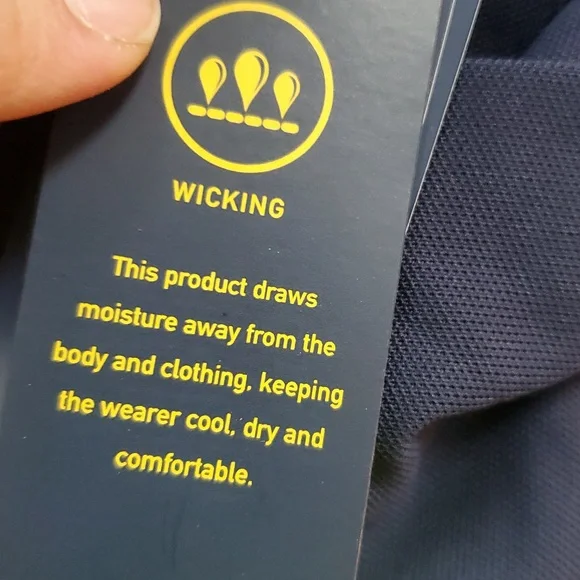 WICKING
This product draws
moisture away from the
body and clothing, keeping
the wearer cool, dry and
comfortable.